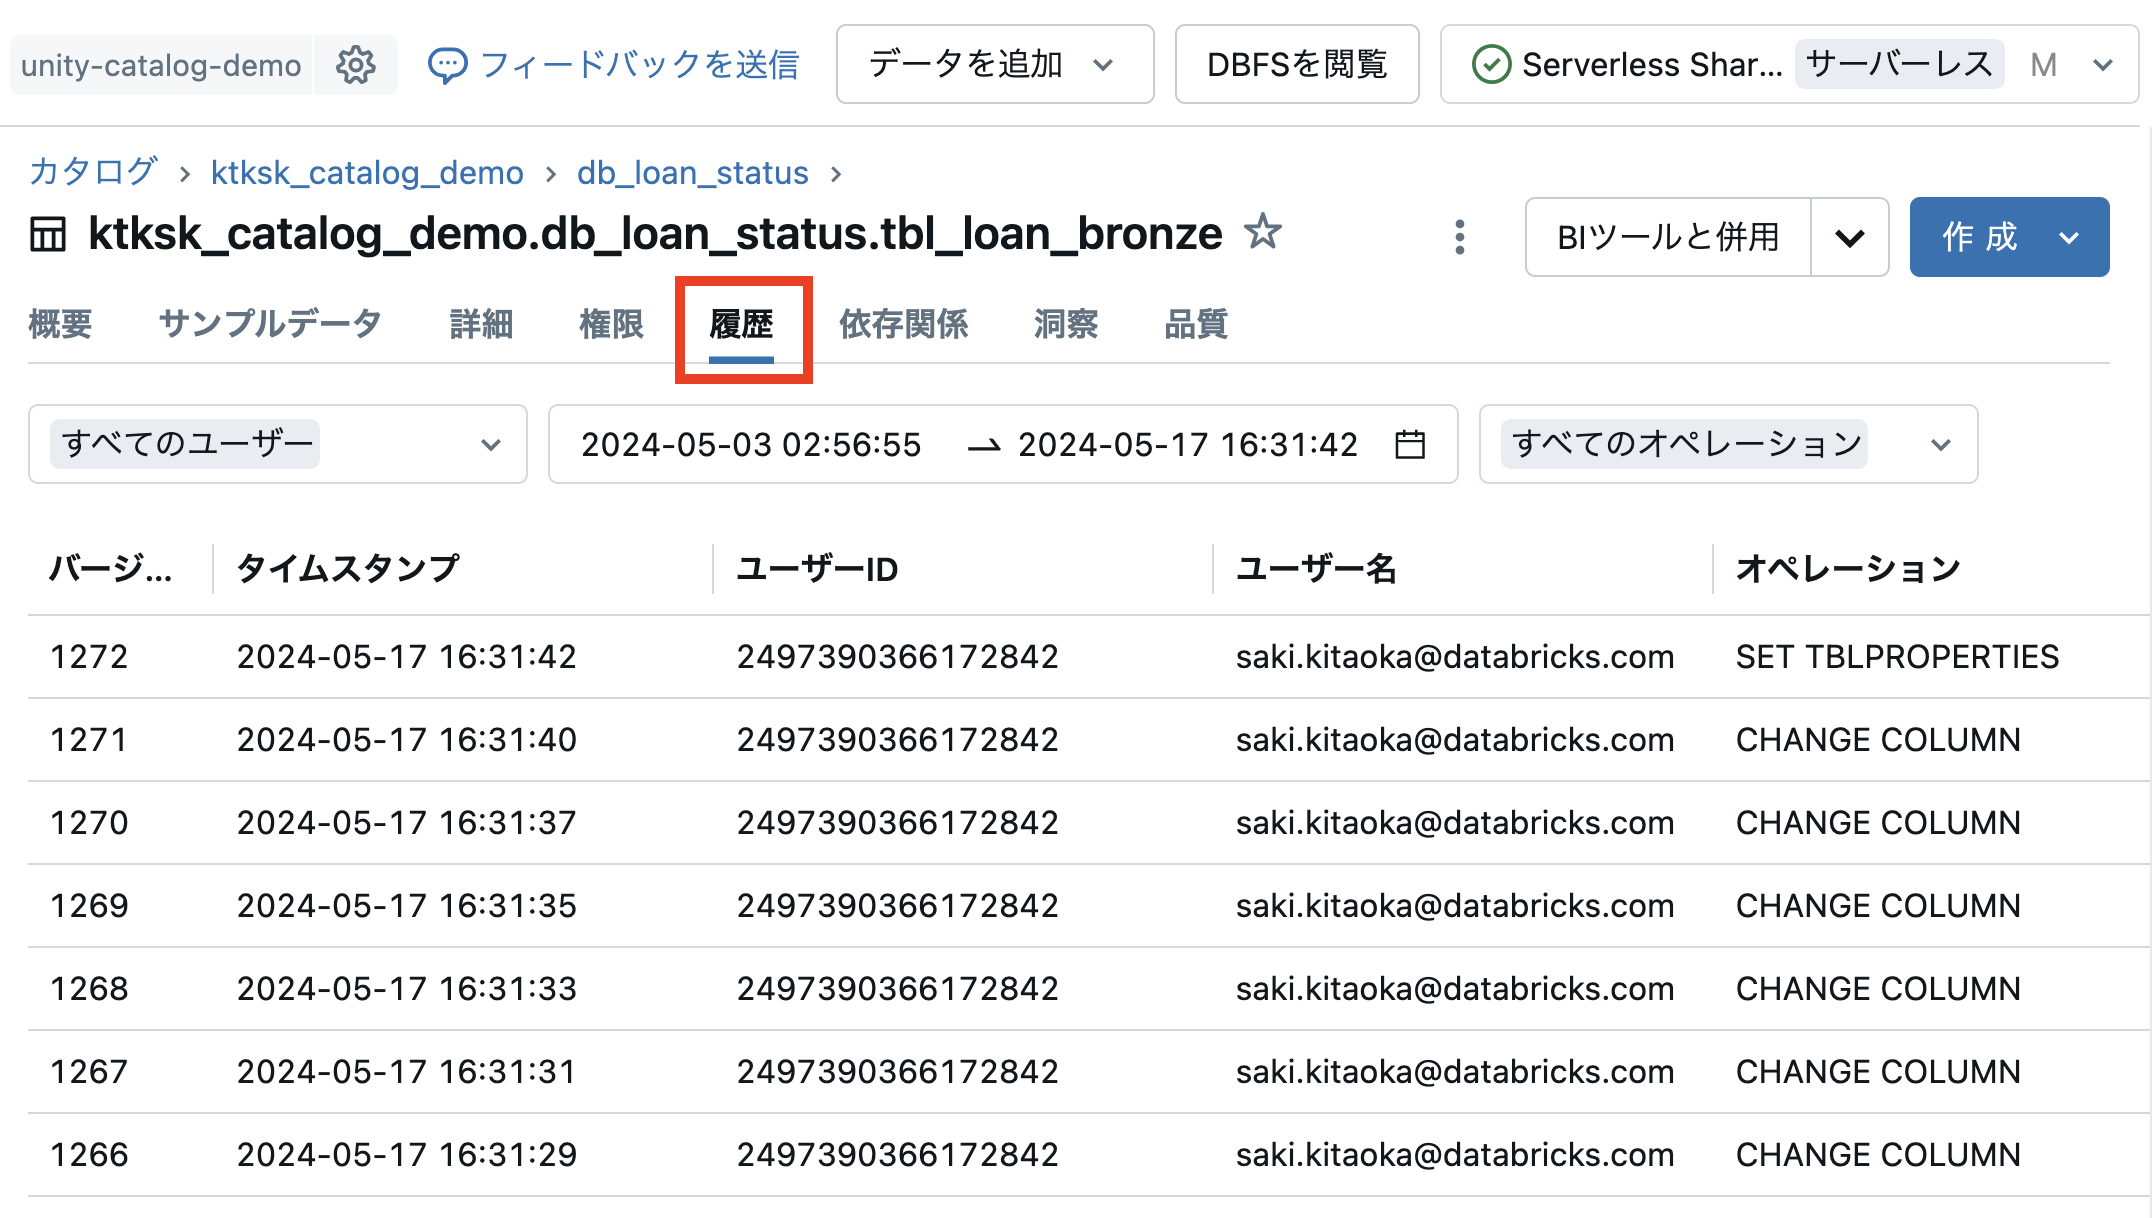 unity-catalog-demo フィードバックを送信 データを追加 DBFSを閲覧 Serverless Shar... サーバーレス M
カタログ › ktksk_catalog_demo › db_loan_status ›
ktksk_catalog_demo.db_loan_status.tbl_loan_bronze BIツールと併用 作成
概要 サンプルデータ 詳細 権限 履歴 依存関係 洞察 品質
すべてのユーザー 2024-05-03 02:56:55 → 2024-05-17 16:31:42 すべてのオペレーション
バージ... タイムスタンプ ユーザーID ユーザー名 オペレーション
1272 2024-05-17 16:31:42 2497390366172842 saki.kitaoka@databricks.com SET TBLPROPERTIES
1271 2024-05-17 16:31:40 2497390366172842 saki.kitaoka@databricks.com CHANGE COLUMN
1270 2024-05-17 16:31:37 2497390366172842 saki.kitaoka@databricks.com CHANGE COLUMN
1269 2024-05-17 16:31:35 2497390366172842 saki.kitaoka@databricks.com CHANGE COLUMN
1268 2024-05-17 16:31:33 2497390366172842 saki.kitaoka@databricks.com CHANGE COLUMN
1267 2024-05-17 16:31:31 2497390366172842 saki.kitaoka@databricks.com CHANGE COLUMN
1266 2024-05-17 16:31:29 2497390366172842 saki.kitaoka@databricks.com CHANGE COLUMN